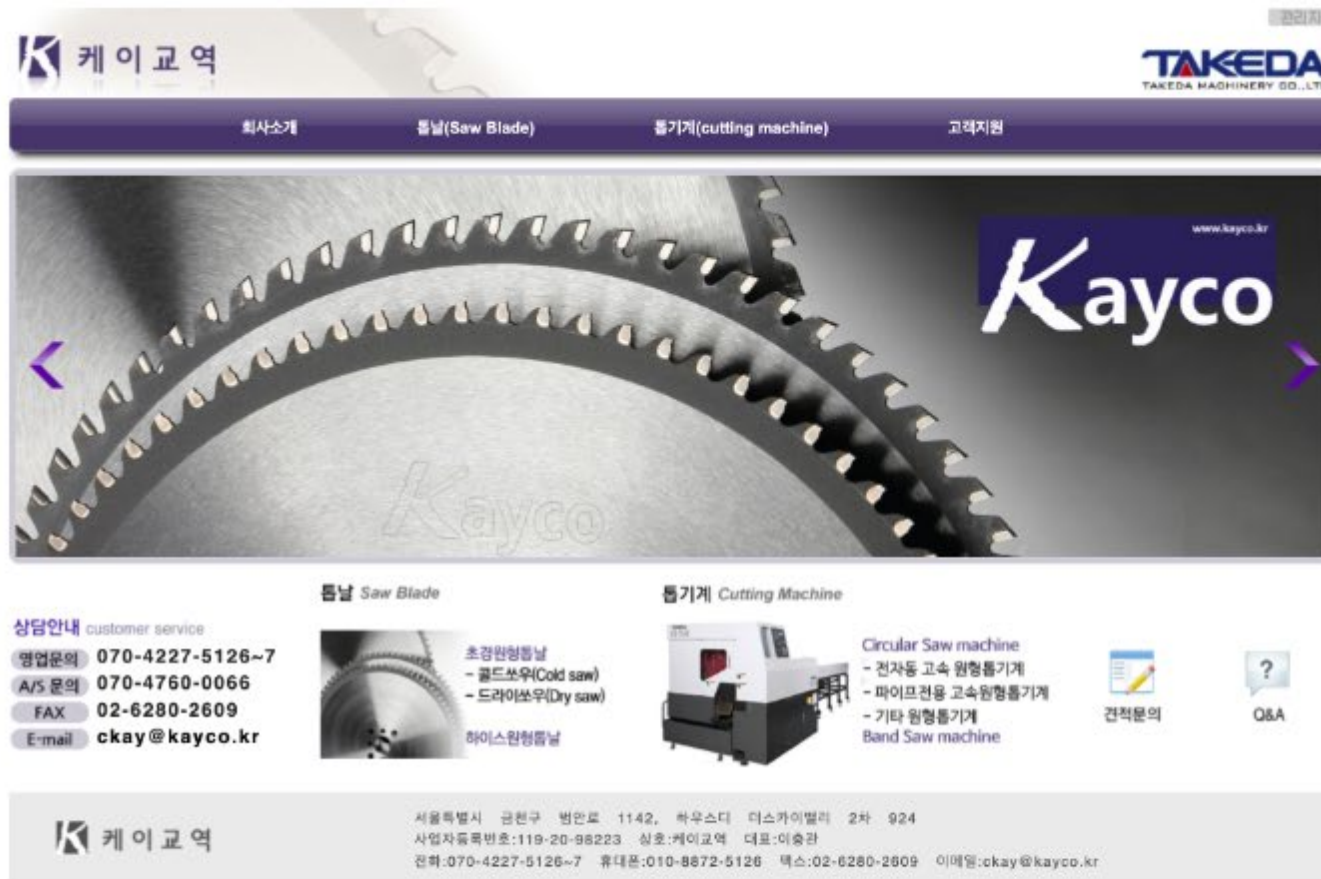 관리자
케이교역
TAKEDA
TAKEDA MACHINERY CO.,LT
회사소개
톱날(Saw Blade)
톱기계(cutting machine)
고객지원
www.kayco.kr
Kayco
Kayco
톱날 Saw Blade
톱기계 Cutting Machine
상담안내 customer service
영업문의 070-4227-5126~7
A/S 문의 070-4760-0066
FAX 02-6280-2609
E-mail ckay@kayco.kr
초경원형톱날
- 콜드쏘우(Cold saw)
- 드라이쏘우(Dry saw)
하이스원형톱날
Circular Saw machine
- 전자동 고속 원형톱기계
- 파이프전용 고속원형톱기계
- 기타 원형톱기계
Band Saw machine
견적문의
Q&A
케이교역
서울특별시 금천구 범안로 1142, 하우스디 더스카이밸리 2차 924
사업자등록번호:119-20-98223 상호:케이교역 대표:이충관
전화:070-4227-5126~7 휴대폰:010-8872-5126 팩스:02-6280-2609 이메일:ckay@kayco.kr